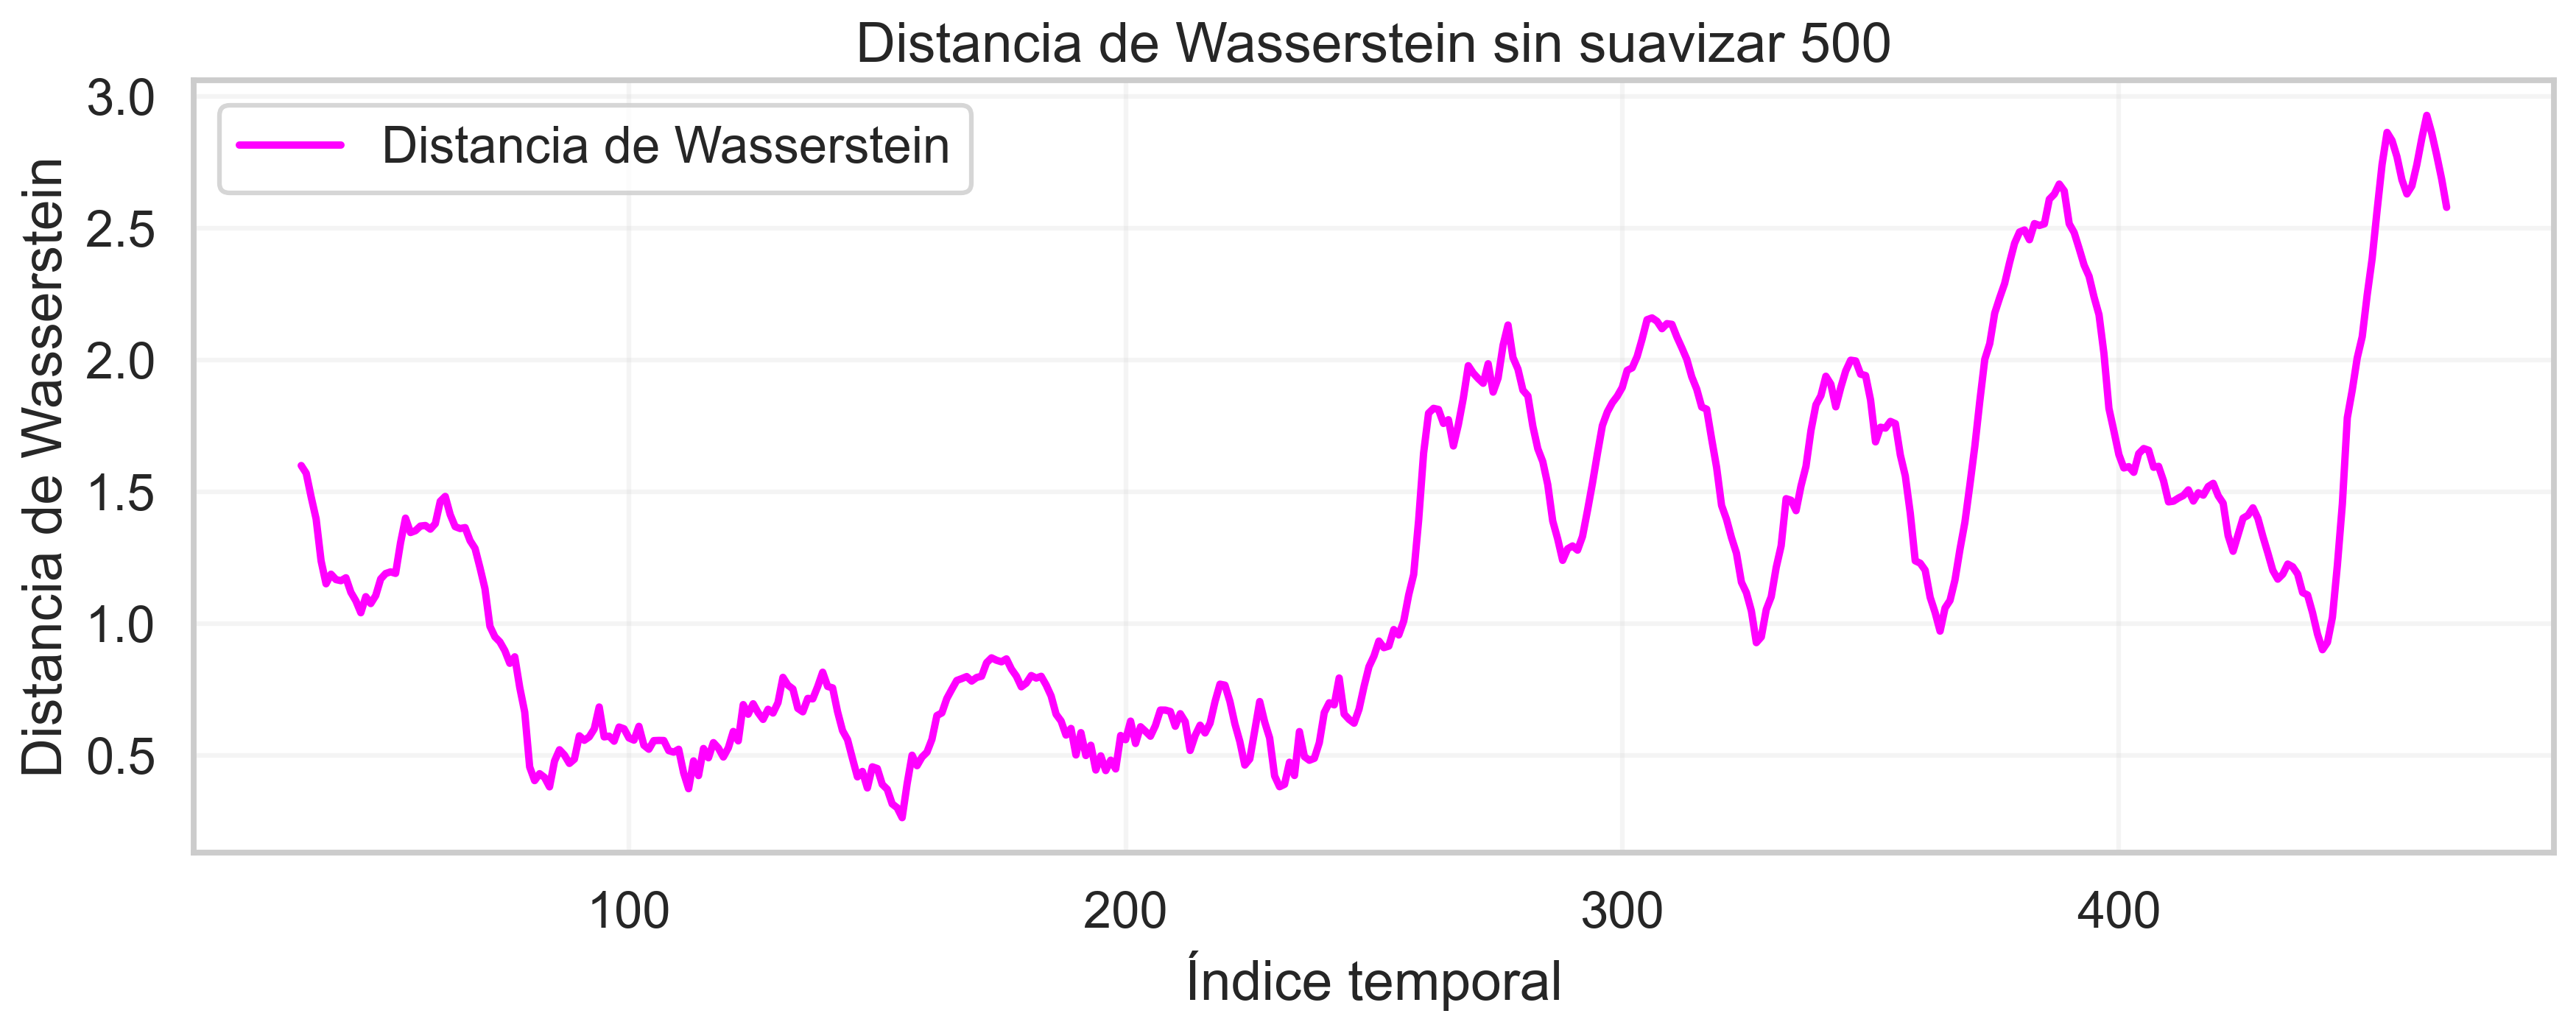 Distancia de Wasserstein sin suavizar 500
Distancia de Wasserstein
Distancia de Wasserstein
3.0
2.5
2.0
1.5
1.0
0.5
100
200
300
400
Índice temporal